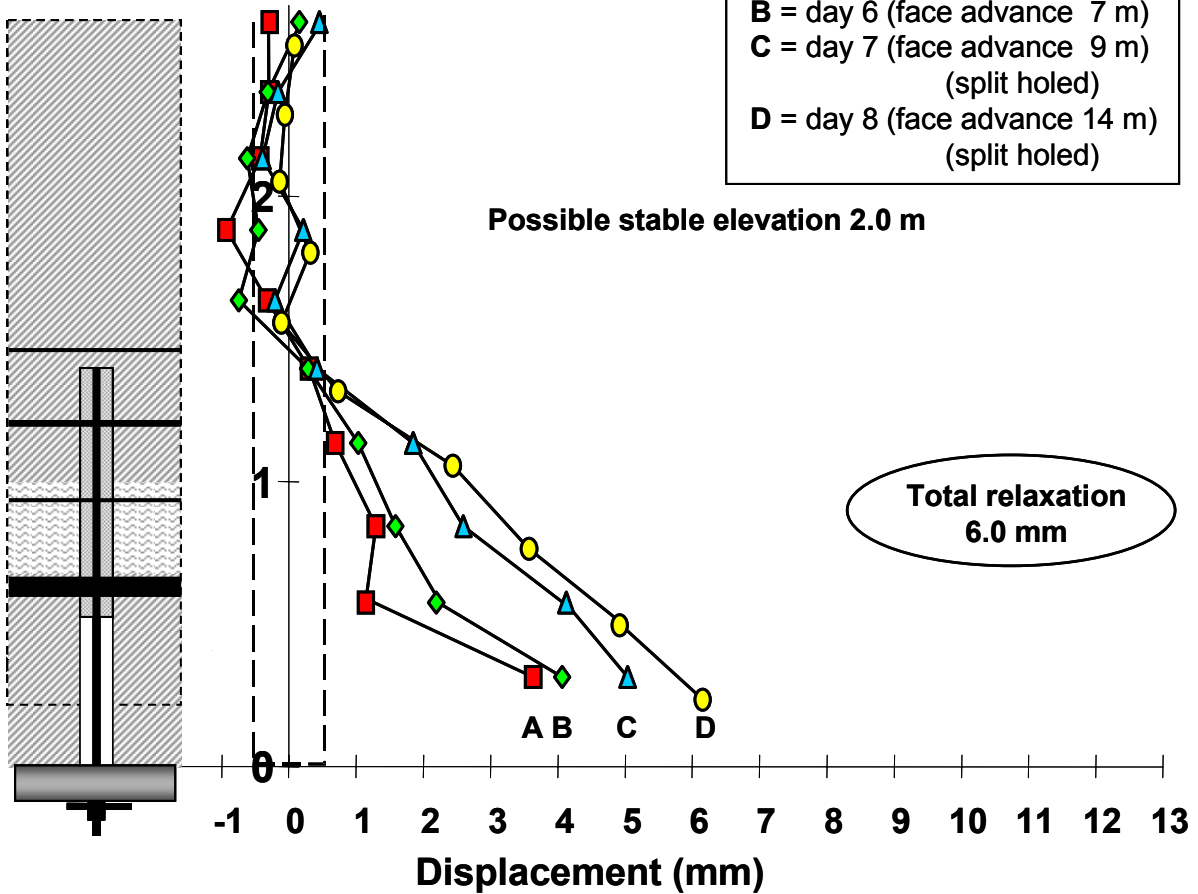 B = day 6 (face advance  7 m)
C = day 7 (face advance  9 m)
(split holed)
D = day 8 (face advance 14 m)
(split holed)
2
Possible stable elevation 2.0 m
1
Total relaxation
6.0 mm
A B C D
0
-1 0 1 2 3 4 5 6 7 8 9 10 11 12 13
Displacement (mm)